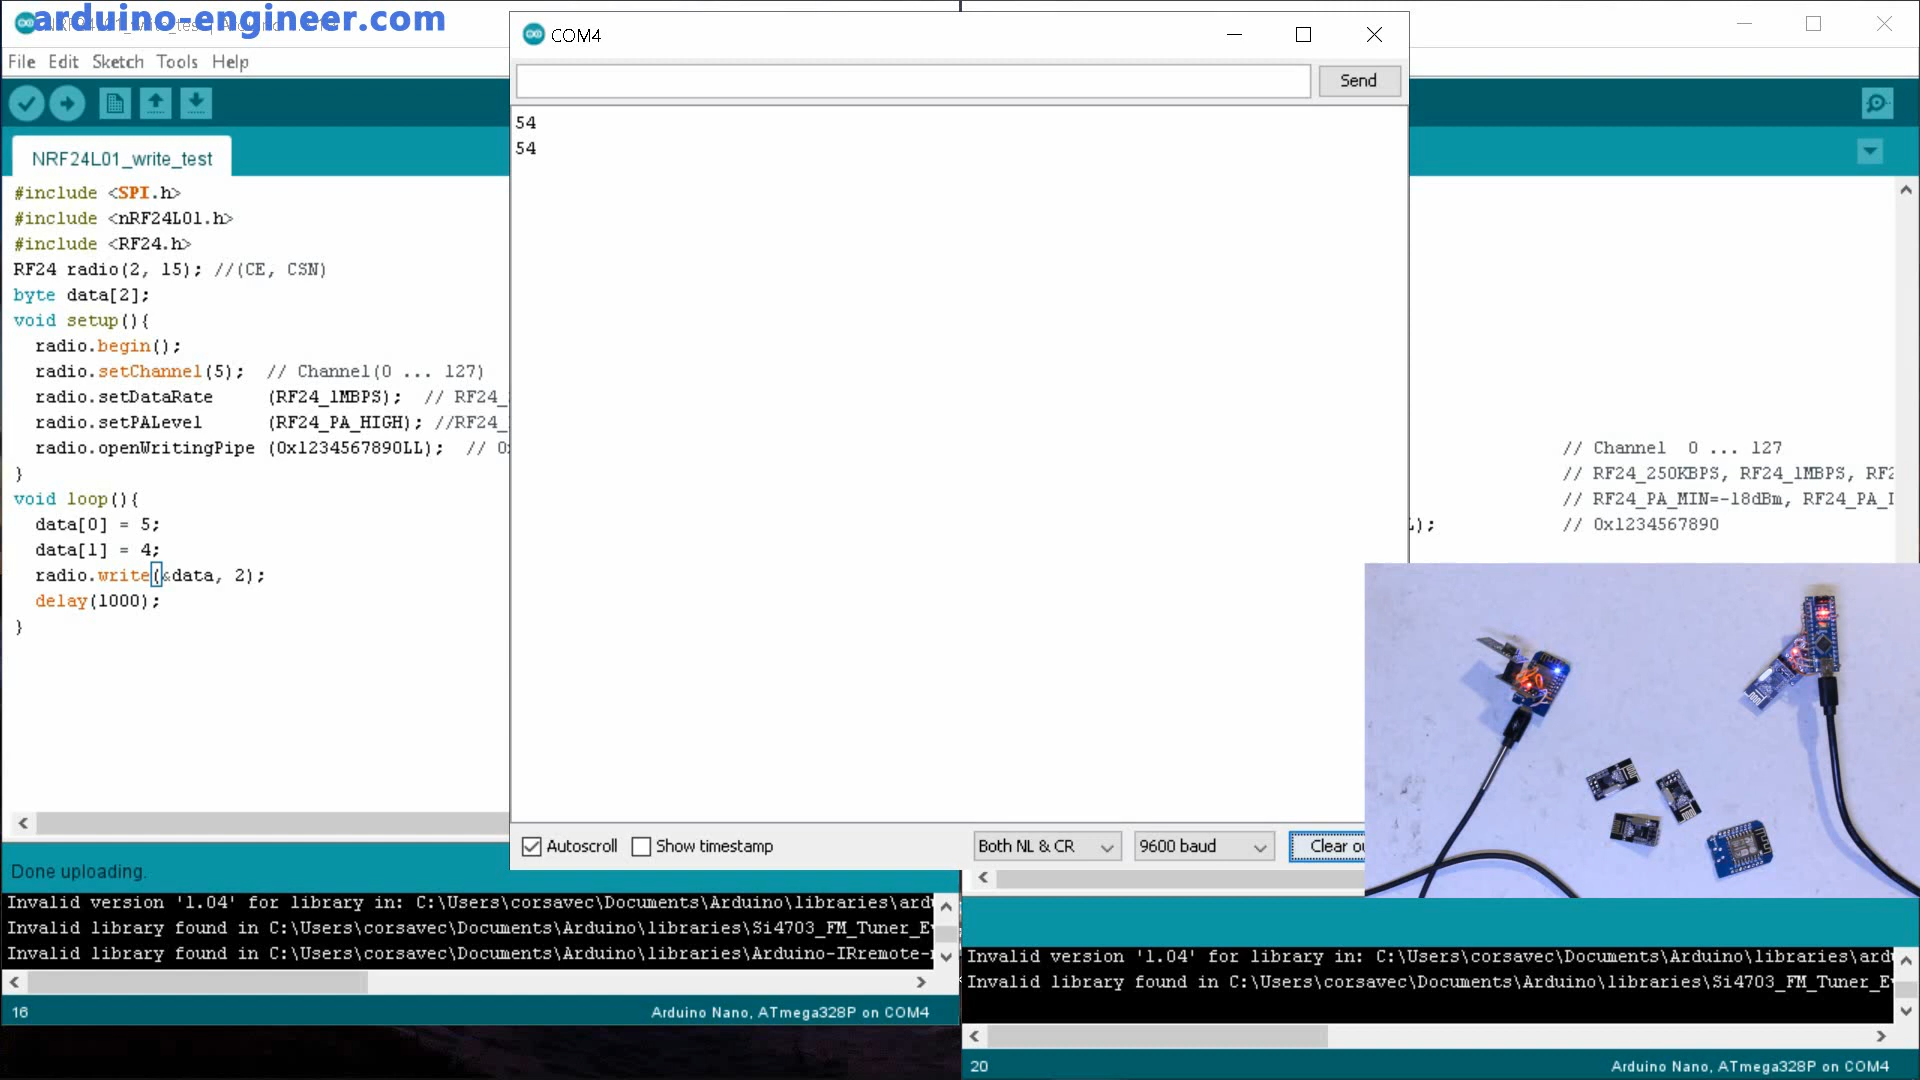 arduino-engineer.com
File Edit Sketch Tools Help
NRF24L01_write_test
#include <SPI.h>
#include <nRF24L01.h>
#include <RF24.h>
RF24 radio(2, 15); //(CE, CSN)
byte data[2];
void setup(){
radio.begin();
radio.setChannel(5); // Channel(0 ... 127)
radio.setDataRate (RF24_1MBPS); // RF24_
radio.setPALevel (RF24_PA_HIGH); //RF24_
radio.openWritingPipe (0x1234567890LL); // 0
}
void loop(){
data[0] = 5;
data[1] = 4;
radio.write(&data, 2);
delay(1000);
}
Done uploading.
Invalid version '1.04' for library in: C:\Users\corsavec\Documents\Arduino\libraries\ard
Invalid library found in C:\Users\corsavec\Documents\Arduino\libraries\Si4703_FM_Tuner_E
Invalid library found in C:\Users\corsavec\Documents\Arduino\libraries\Arduino-IRremote-
16
Arduino Nano, ATmega328P on COM4
COM4
Send
54
54
Autoscroll
Show timestamp
Both NL & CR
9600 baud
Clear ou
// Channel 0 ... 127
// RF24_250KBPS, RF24_1MBPS, RF2
// RF24_PA_MIN=-18dBm, RF24_PA_
); // 0x1234567890
Invalid version '1.04' for library in: C:\Users\corsavec\Documents\Arduino\libraries\ard
Invalid library found in C:\Users\corsavec\Documents\Arduino\libraries\Si4703_FM_Tuner_E
20
Arduino Nano, ATmega328P on COM4